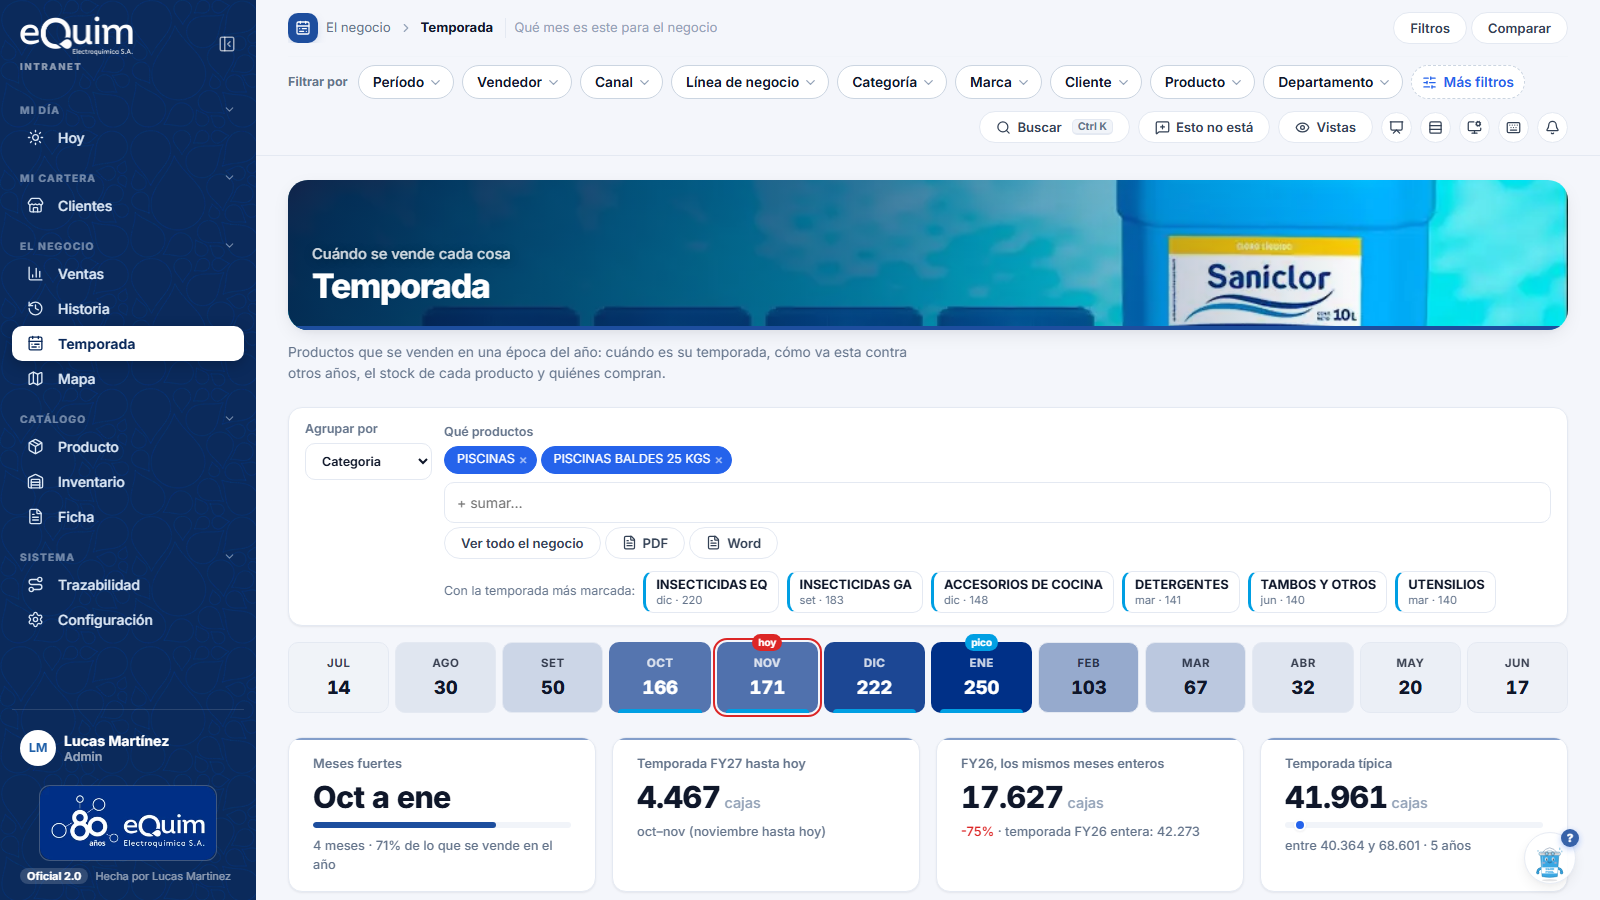 eQuim
Electroquímica S.A.
INTRANET
MI DÍA
Hoy
MI CARTERA
Clientes
EL NEGOCIO
Ventas
Historia
Temporada
Mapa
CATÁLOGO
Producto
Inventario
Ficha
SISTEMA
Trazabilidad
Configuración
LM
Lucas Martínez
Admin
80 años eQuim
Electroquímica S.A.
Oficial 2.0 Hecha por Lucas Martinez
El negocio > Temporada Qué mes es este para el negocio
Filtros Comparar
Filtrar por Período Vendedor Canal Línea de negocio Categoría Marca Cliente Producto Departamento Más filtros
Buscar Ctrl K Esto no está Vistas
Cuándo se vende cada cosa
Temporada
CLORO LÍQUIDO
Saniclor
10L
Productos que se venden en una época del año: cuándo es su temporada, cómo va esta contra
otros años, el stock de cada producto y quiénes compran.
Agrupar por
Categoria
Qué productos
PISCINAS × PISCINAS BALDES 25 KGS ×
+ sumar...
Ver todo el negocio PDF Word
Con la temporada más marcada:
INSECTICIDAS EQ
dic · 220
INSECTICIDAS GA
set · 183
ACCESORIOS DE COCINA
dic · 148
DETERGENTES
mar · 141
TAMBOS Y OTROS
jun · 140
UTENSILIOS
mar · 140
hoy pico
JUL AGO SET OCT NOV DIC ENE FEB MAR ABR MAY JUN
14 30 50 166 171 222 250 103 67 32 20 17
Meses fuertes
Oct a ene
4 meses · 71% de lo que se vende en el
año
Temporada FY27 hasta hoy
4.467 cajas
oct–nov (noviembre hasta hoy)
FY26, los mismos meses enteros
17.627 cajas
-75% · temporada FY26 entera: 42.273
Temporada típica
41.961 cajas
entre 40.364 y 68.601 · 5 años
?